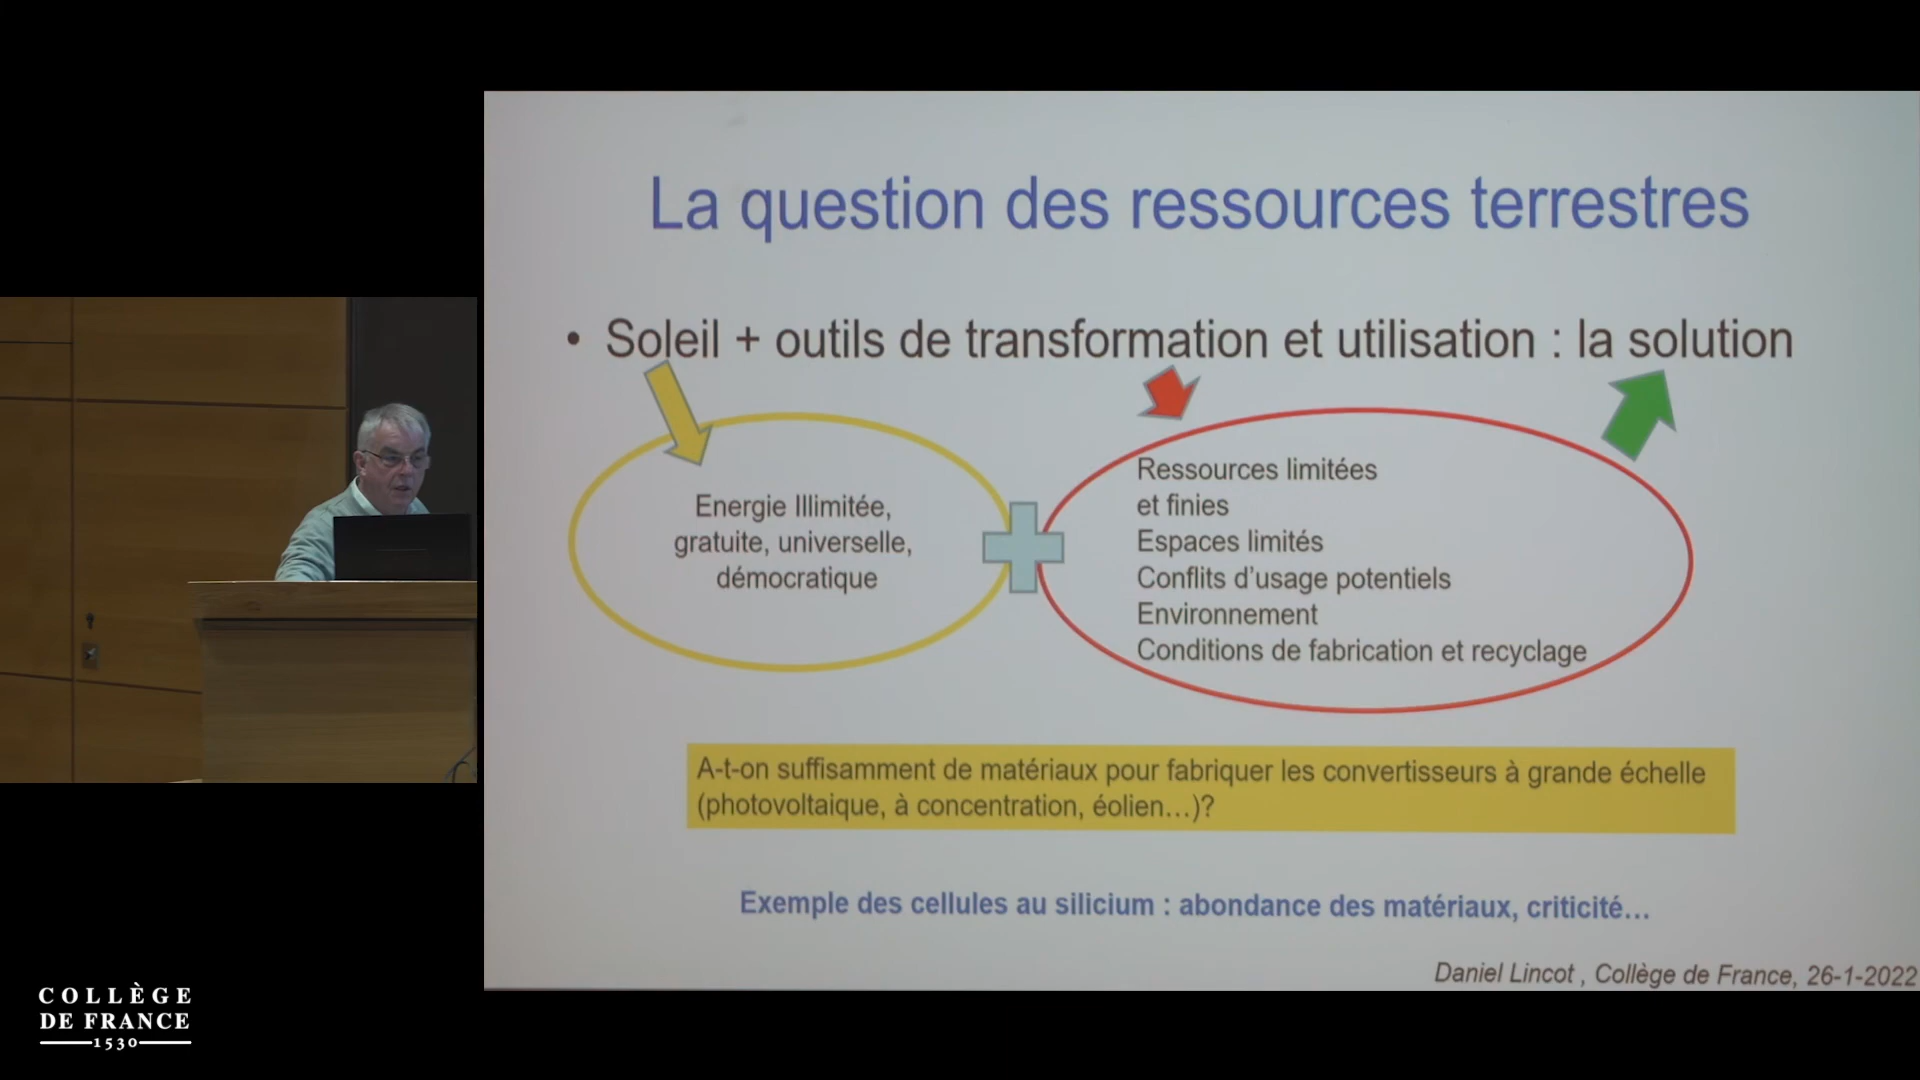 La question des ressources terrestres
• Soleil + outils de transformation et utilisation : la solution
Energie Illimitée,
gratuite, universelle,
démocratique
Ressources limitées
et finies
Espaces limités
Conflits d'usage potentiels
Environnement
Conditions de fabrication et recyclage
A-t-on suffisamment de matériaux pour fabriquer les convertisseurs à grande échelle
(photovoltaique, à concentration, éolien…)?
Exemple des cellules au silicium : abondance des matériaux, criticité…
Daniel Lincot , Collège de France, 26-1-2022
COLLÈGE
DE FRANCE
1530